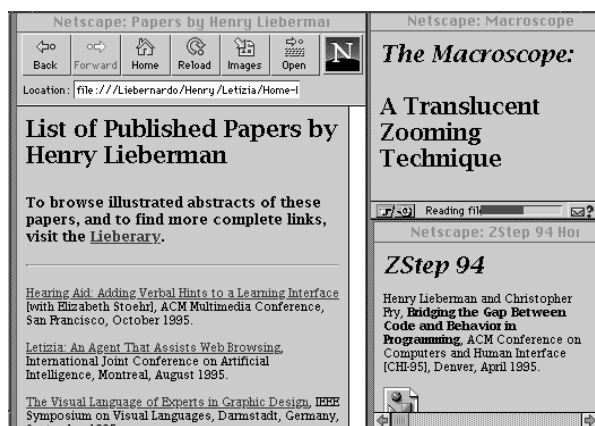 Netscape: Papers by Henry Lieberman
Back Forward Home Reload Images Open
N
Location: file:///Liebernardo/Henry/Letizia/Home-
List of Published Papers by
Henry Lieberman
To browse illustrated abstracts of these
papers, and to find more complete links,
visit the Lieberary.
Hearing Aid: Adding Verbal Hints to a Learning Interface
[with Elizabeth Stoehr], ACM Multimedia Conference,
San Francisco, October 1995.
Letizia: An Agent That Assists Web Browsing,
International Joint Conference on Artificial
Intelligence, Montreal, August 1995.
The Visual Language of Experts in Graphic Design, IEEE
Symposium on Visual Languages, Darmstadt, Germany,
Netscape: Macroscope
The Macroscope:
A Translucent
Zooming
Technique
Reading fil
?
Netscape: ZStep 94 Hor
ZStep 94
Henry Lieberman and Christopher
Fry, Bridging the Gap Between
Code and Behavior in
Programming, ACM Conference on
Computers and Human Interface
[CHI-95], Denver, April 1995.